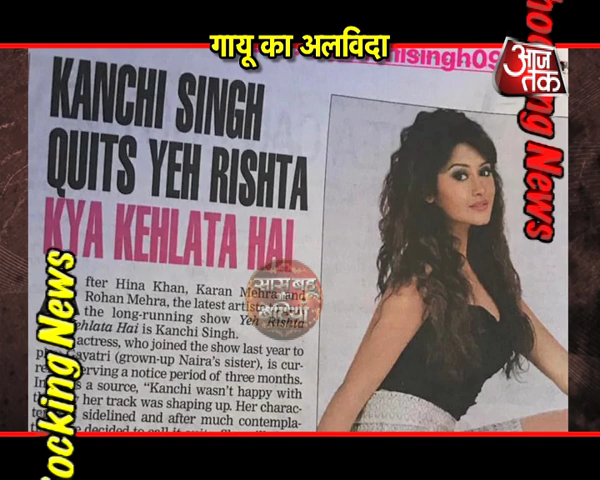 गायू का अलविदा
आज तक
KANCHI SINGH
QUITS YEH RISHTA
KYA KEHLATA HAI
fter Hina Khan, Karan Mehra and
Rohan Mehra, the latest
the long-running show Yeh Rishta
Kehlata Hai is Kanchi Singh.
actress, who joined the show last year to
Gayatri (grown-up Naira's sister), is cur-
serving a notice period of three months.
a source, “Kanchi wasn't happy with
her track was shaping up. Her charac-
sidelined and after much contempla-
decided to call it
सास बहू और साज़िश
Shocking News
Shocking News